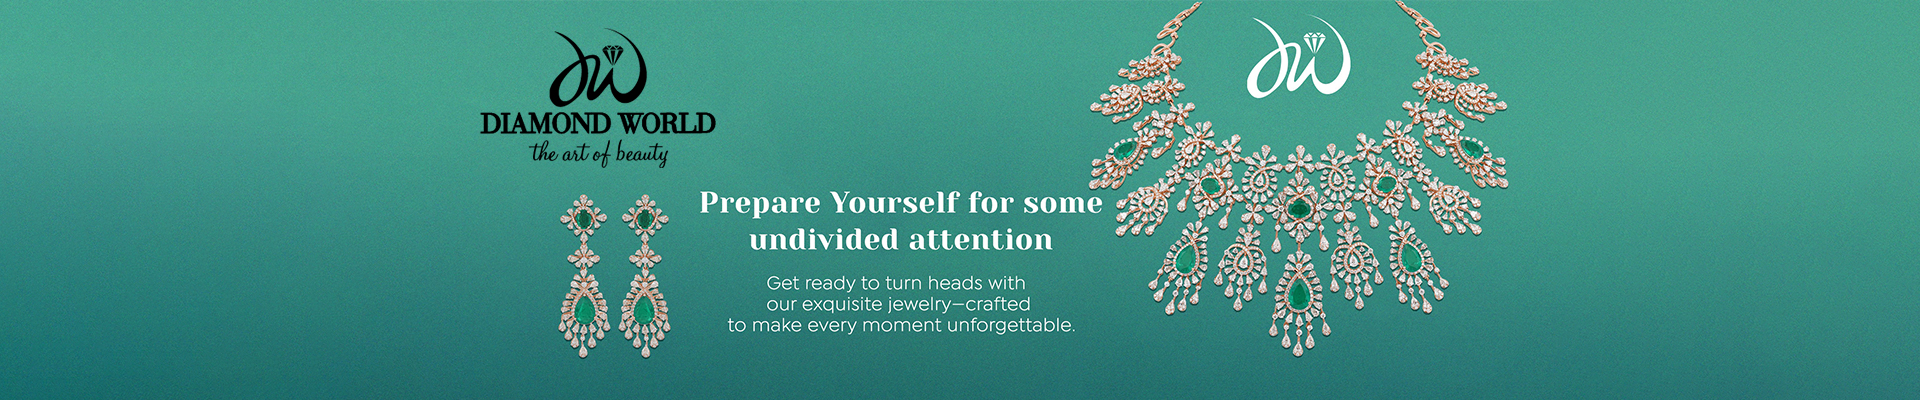 DIAMOND WORLD
the art of beauty
Prepare Yourself for some
undivided attention
Get ready to turn heads with
our exquisite jewelry—crafted
to make every moment unforgettable.